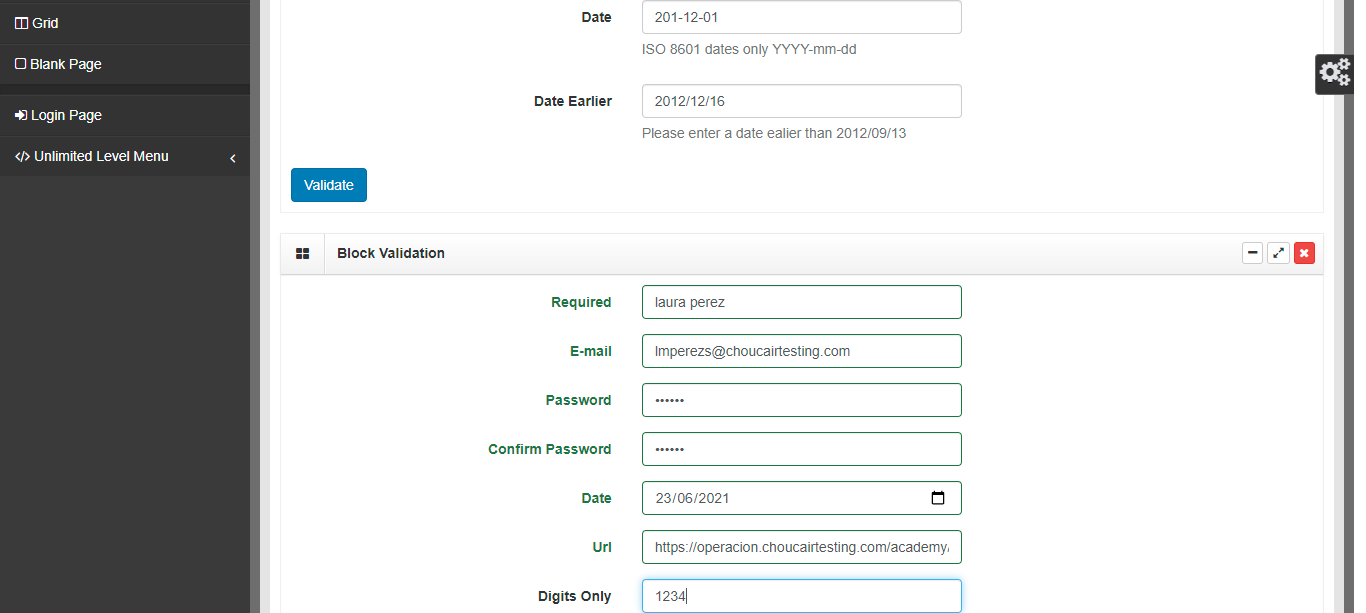 Grid
Blank Page
Login Page
Unlimited Level Menu
Date 201-12-01
ISO 8601 dates only YYYY-mm-dd
Date Earlier 2012/12/16
Please enter a date ealier than 2012/09/13
Validate
Block Validation
Required laura perez
E-mail lmperezs@choucairtesting.com
Password ••••••
Confirm Password ••••••
Date 23/06/2021
Url https://operacion.choucairtesting.com/academy/
Digits Only 1234